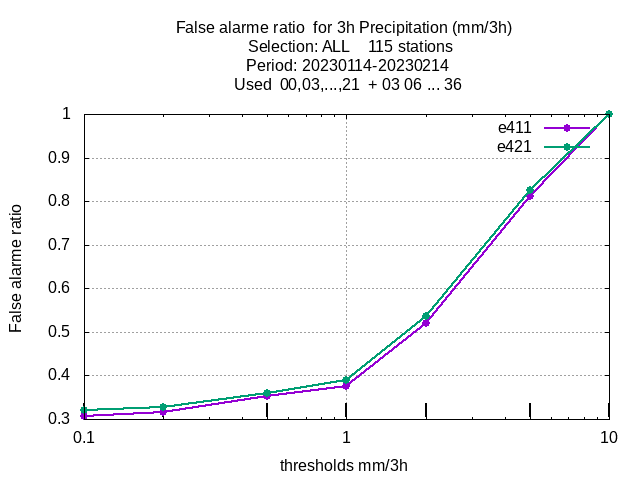 False alarme ratio  for 3h Precipitation (mm/3h)
Selection: ALL    115 stations
Period: 20230114-20230214
Used  00,03,...,21  + 03 06 ... 36
e411
e421
1
0.9
0.8
0.7
0.6
0.5
0.4
0.3
False alarme ratio
0.1
1
10
thresholds mm/3h